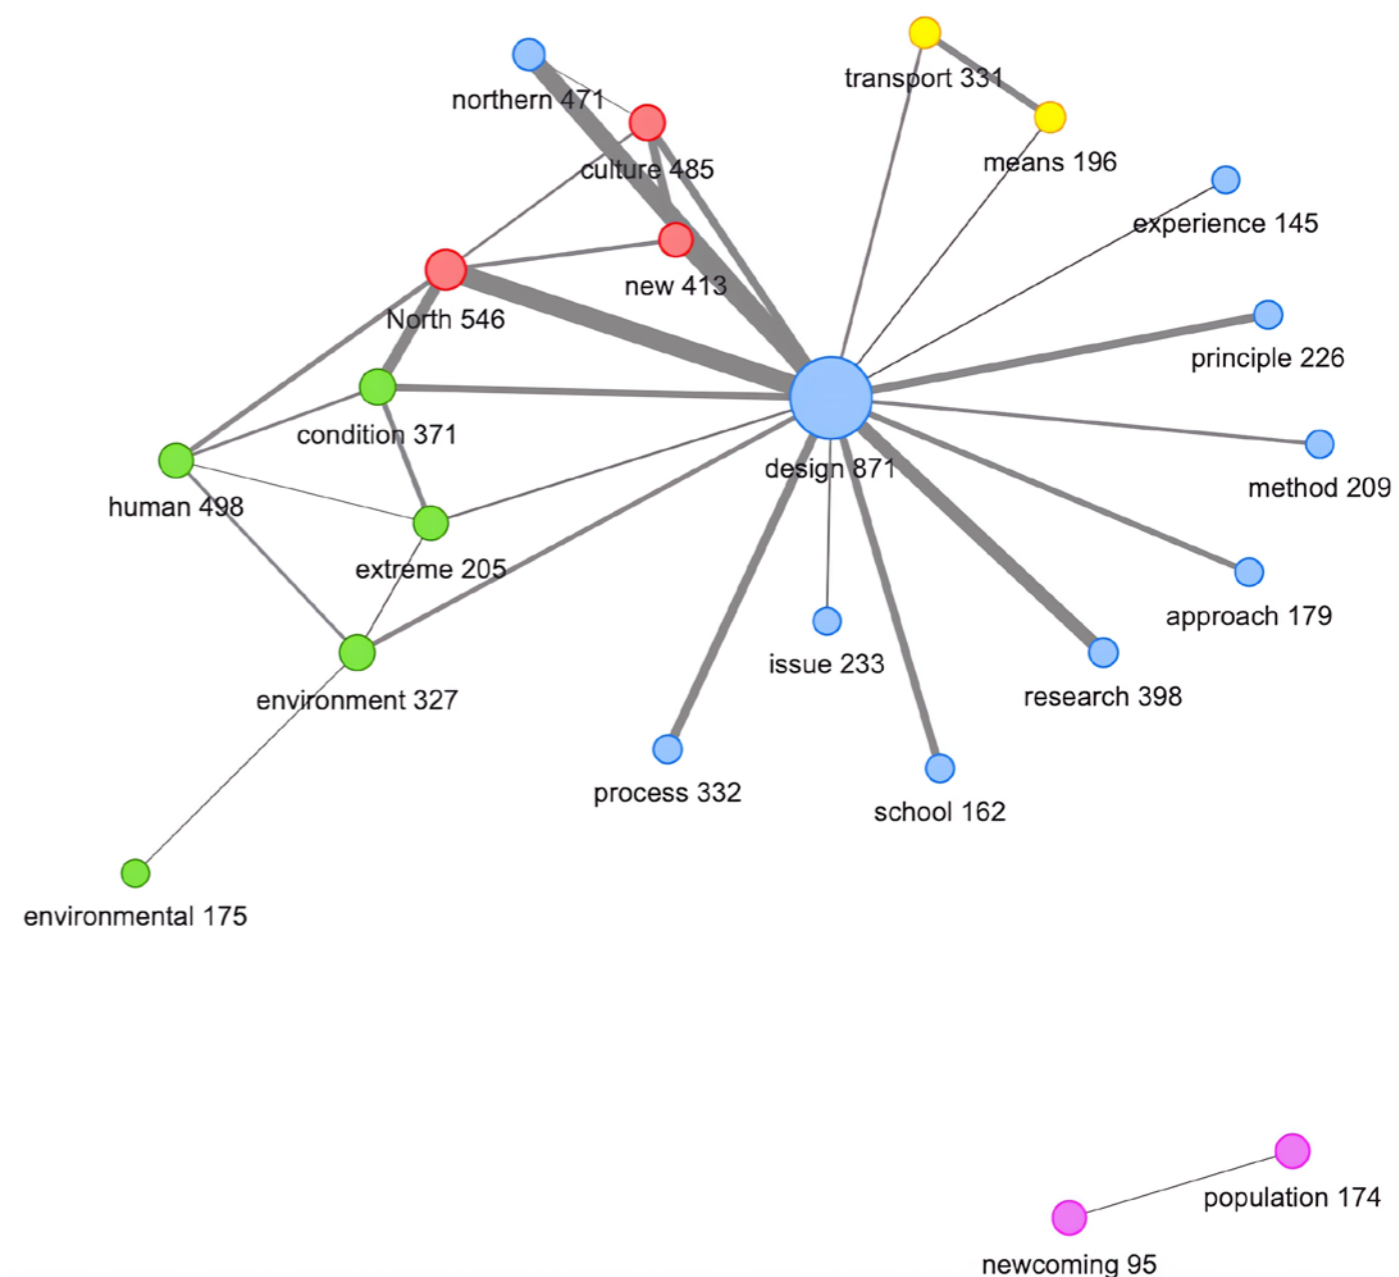 transport 331
northern 471
means 196
culture 485
experience 145
new 413
North 546
principle 226
condition 371
design 871
method 209
human 498
extreme 205
approach 179
issue 233
research 398
environment 327
process 332
school 162
environmental 175
population 174
newcoming 95